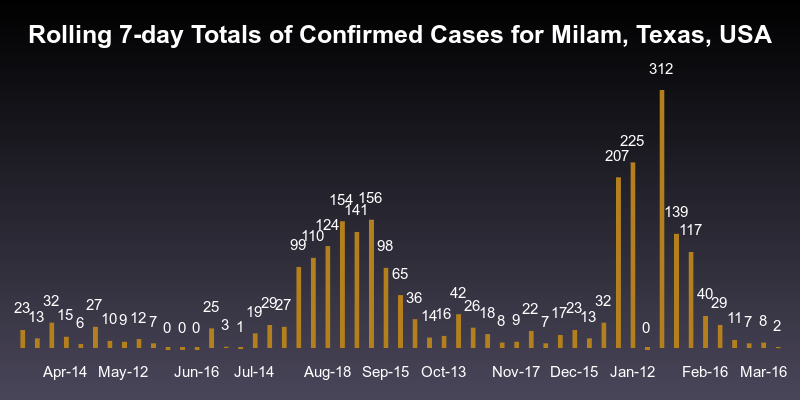 Rolling 7-day Totals of Confirmed Cases for Milam, Texas, USA
312
225
207
154 156
141 139
124
117
110
99 98
65
42 40
32 36 32
23 27 25 29 27 26 22 23 29
13 15 19 14 16 18 17 13
6 10 9 12 7 0 0 0 3 1 8 9 7 0 11 7 8 2
Apr-14 May-12 Jun-16 Jul-14 Aug-18 Sep-15 Oct-13 Nov-17 Dec-15 Jan-12 Feb-16 Mar-16